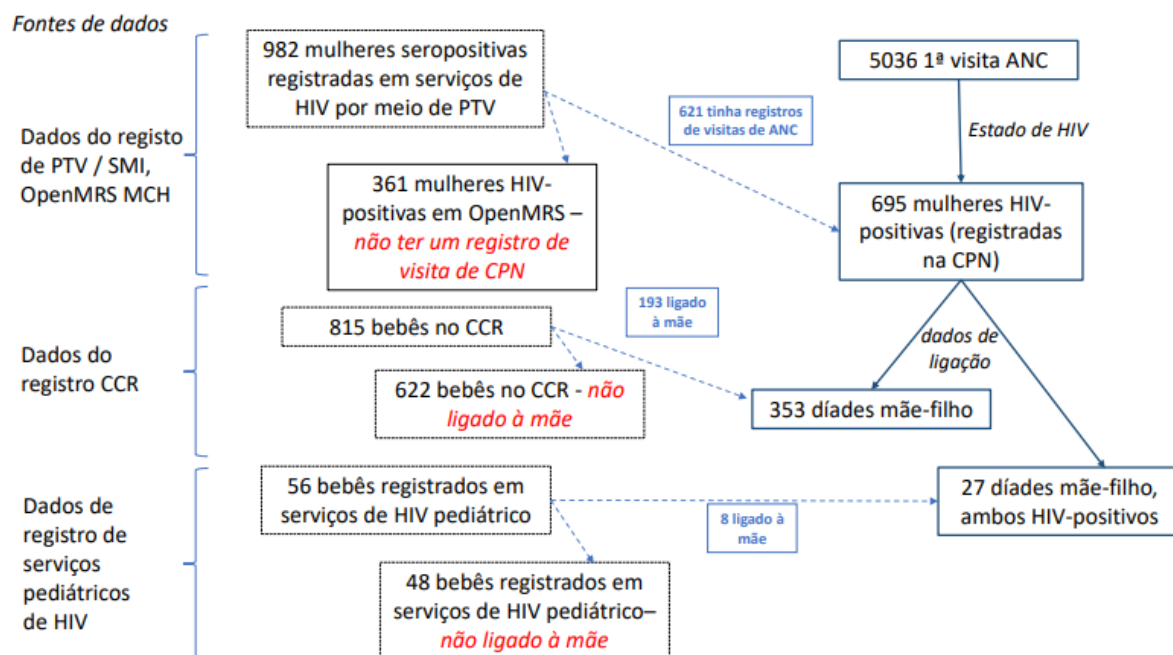 Fontes de dados
982 mulheres seropositivas
registradas em serviços de
HIV por meio de PTV
5036 1ª visita ANC
621 tinha registros
de visitas de ANC
Estado de HIV
Dados do registo
de PTV / SMI,
OpenMRS MCH
361 mulheres HIV-
positivas em OpenMRS –
não ter um registro de
visita de CPN
695 mulheres HIV-
positivas (registradas
na CPN)
193 ligado
à mãe
815 bebês no CCR
dados de
ligação
Dados do
registro CCR
622 bebês no CCR - não
ligado à mãe
353 díades mãe-filho
56 bebês registrados em
serviços de HIV pediátrico
27 díades mãe-filho,
ambos HIV-positivos
8 ligado à
mãe
Dados de
registro de
serviços
pediátricos
de HIV
48 bebês registrados em
serviços de HIV pediátrico–
não ligado à mãe